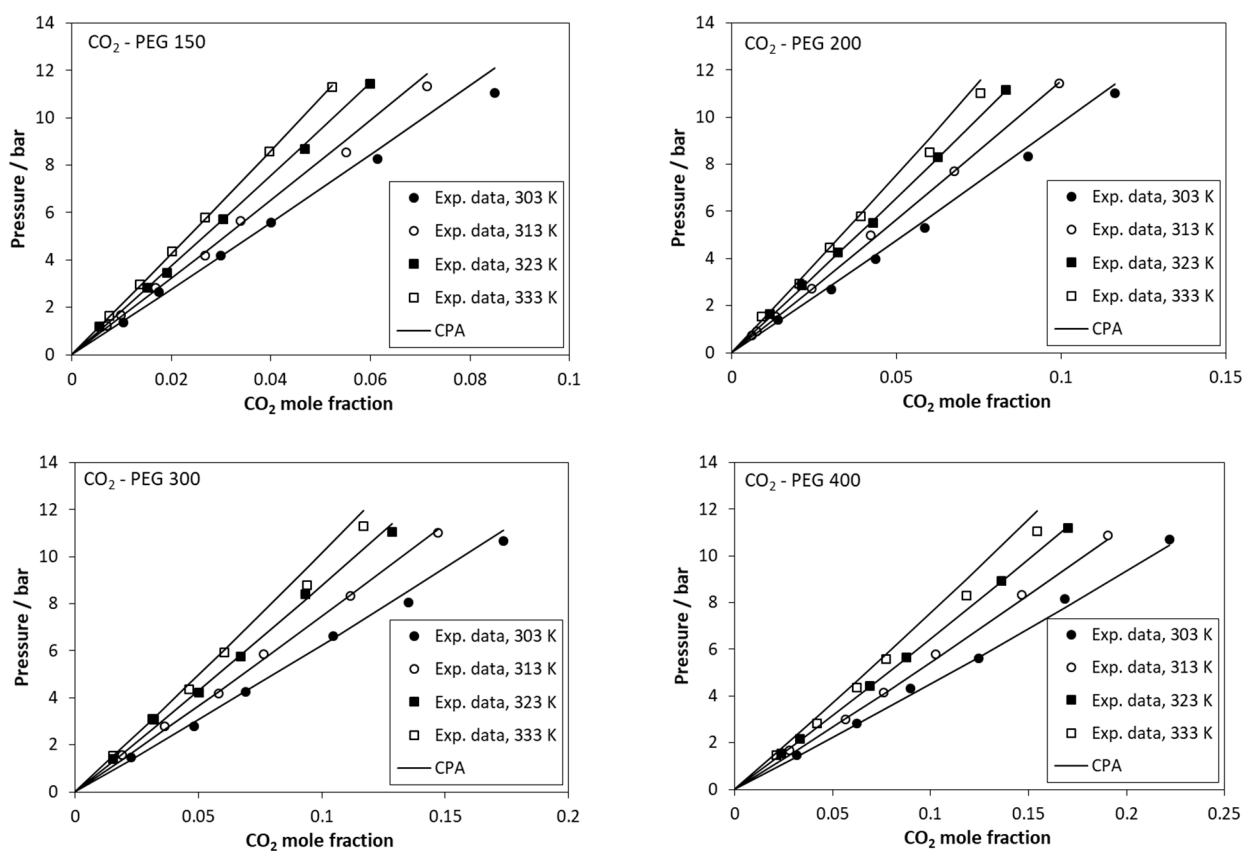 CO2 - PEG 150
14
12
10
8
6
4
2
0
Pressure / bar
0 0.02 0.04 0.06 0.08 0.1
CO2 mole fraction
Exp. data, 303 K
Exp. data, 313 K
Exp. data, 323 K
Exp. data, 333 K
CPA
CO2 - PEG 200
14
12
10
8
6
4
2
0
Pressure / bar
0 0.05 0.1 0.15
CO2 mole fraction
Exp. data, 303 K
Exp. data, 313 K
Exp. data, 323 K
Exp. data, 333 K
CPA
CO2 - PEG 300
14
12
10
8
6
4
2
0
Pressure / bar
0 0.05 0.1 0.15 0.2
CO2 mole fraction
Exp. data, 303 K
Exp. data, 313 K
Exp. data, 323 K
Exp. data, 333 K
CPA
CO2 - PEG 400
14
12
10
8
6
4
2
0
Pressure / bar
0 0.05 0.1 0.15 0.2 0.25
CO2 mole fraction
Exp. data, 303 K
Exp. data, 313 K
Exp. data, 323 K
Exp. data, 333 K
CPA